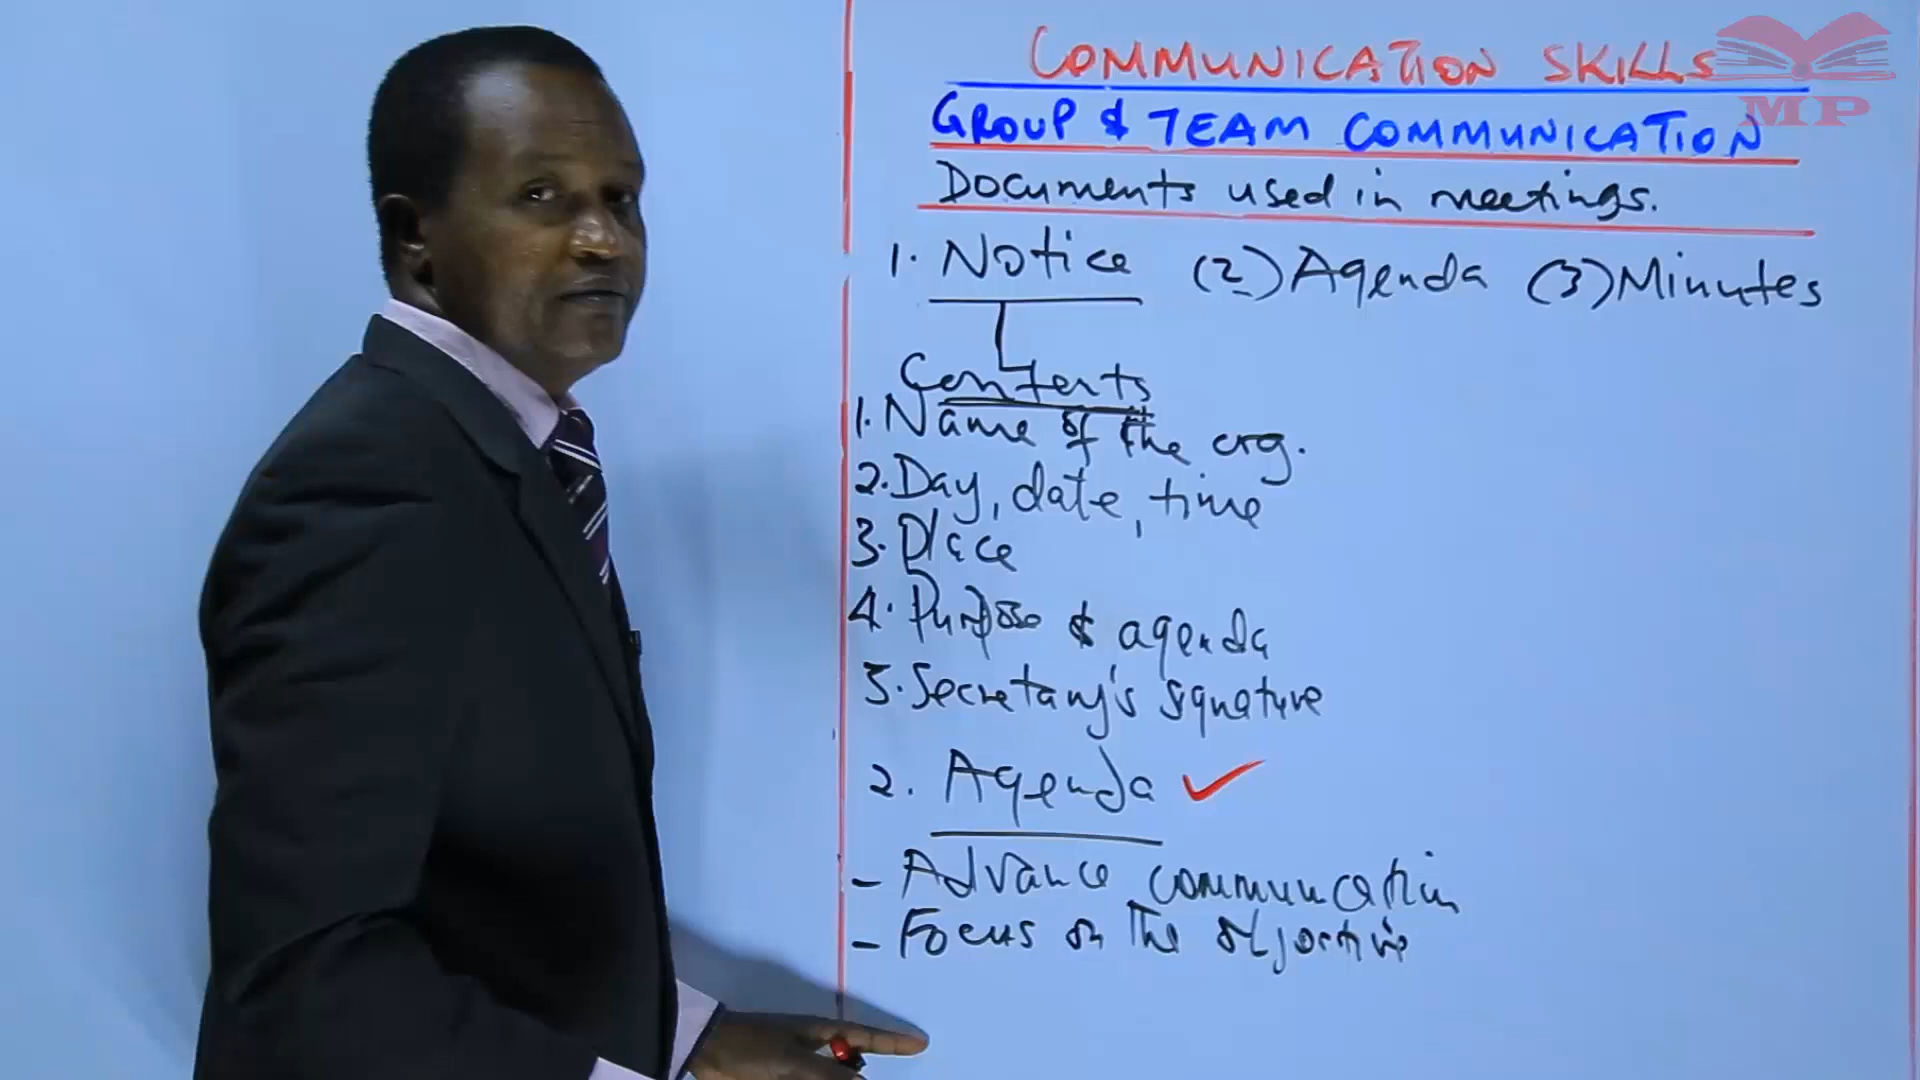 COMMUNICATION SKILLS
MP
GROUP & TEAM COMMUNICATION
Documents used in meetings.
1. Notice (2) Agenda (3) Minutes
Contents
1. Name of the org.
2. Day, date, time
3. Place
4. Purpose & agenda
5. Secretary's signature
2. Agenda ✓
- Advance communication
- Focus on the objective